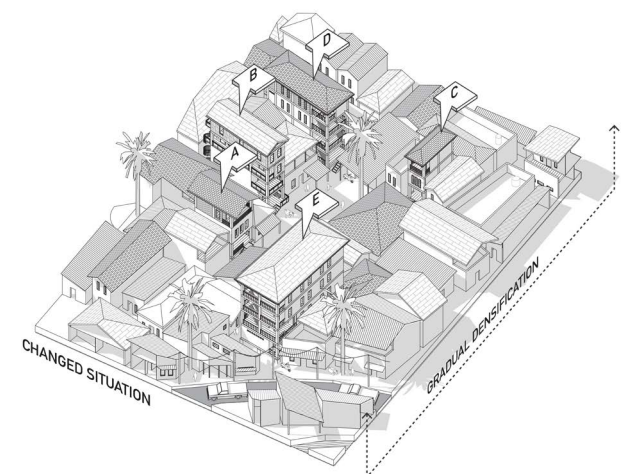 D
B
C
A
E
CHANGED SITUATION
GRADUAL DENSIFICATION